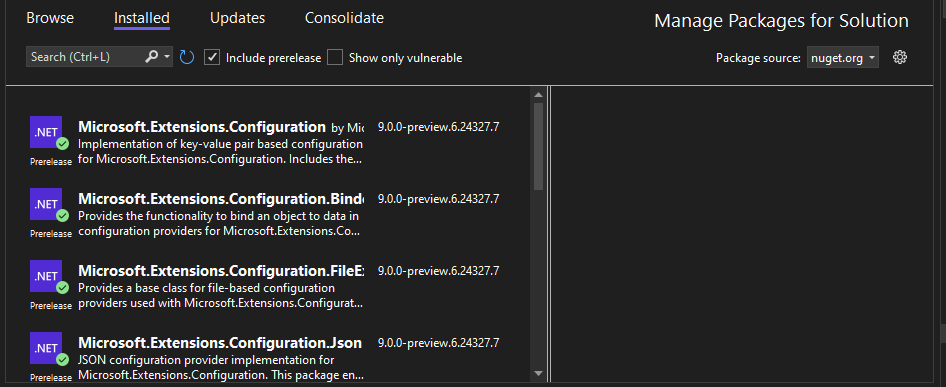 Browse Installed Updates Consolidate Manage Packages for Solution
Search (Ctrl+L) Include prerelease Show only vulnerable Package source: nuget.org
.NET Microsoft.Extensions.Configuration by Mic 9.0.0-preview.6.24327.7
Implementation of key-value pair based configuration
Prerelease for Microsoft.Extensions.Configuration. Includes the...
.NET Microsoft.Extensions.Configuration.Binde 9.0.0-preview.6.24327.7
Provides the functionality to bind an object to data in
Prerelease configuration providers for Microsoft.Extensions.Co...
.NET Microsoft.Extensions.Configuration.FileEx 9.0.0-preview.6.24327.7
Provides a base class for file-based configuration
Prerelease providers used with Microsoft.Extensions.Configurat...
.NET Microsoft.Extensions.Configuration.Json 9.0.0-preview.6.24327.7
JSON configuration provider implementation for
Prerelease Microsoft.Extensions.Configuration. This package en...